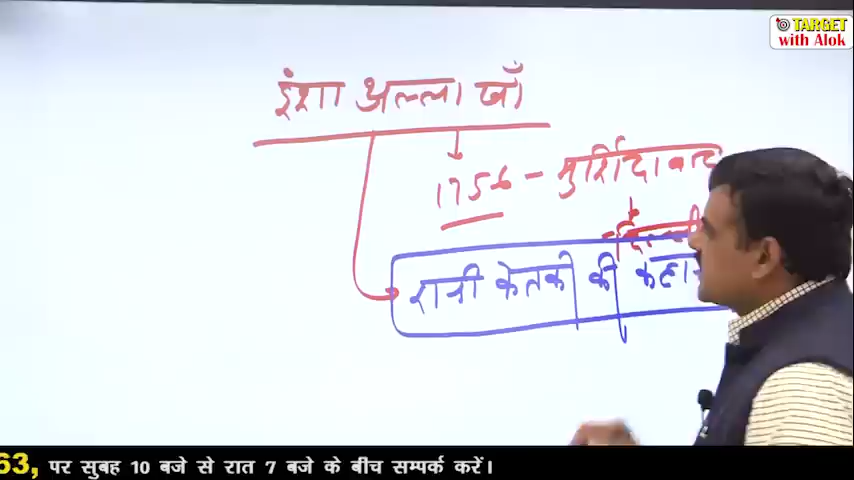 TARGET
with Alok
इंशा अल्ला खाँ
1756 - मुर्शिदाबाद
दिल्ली
रानी केतकी की
63, पर सुबह 10 बजे से रात 7 बजे के बीच सम्पर्क करें।